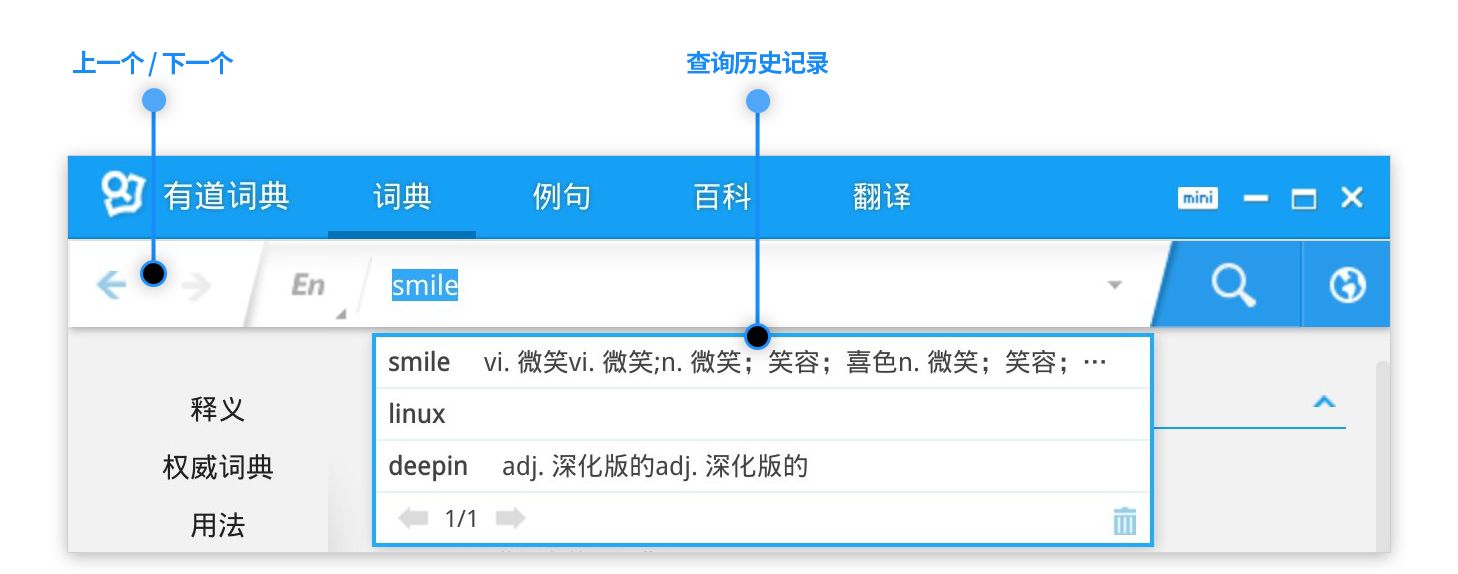 上一个 / 下一个
查询历史记录
有道词典 词典 例句 百科 翻译 mini
En smile
smile vi. 微笑vi. 微笑;n. 微笑；笑容；喜色n. 微笑；笑容；…
linux
deepin adj. 深化版的adj. 深化版的
1/1
释义
权威词典
用法